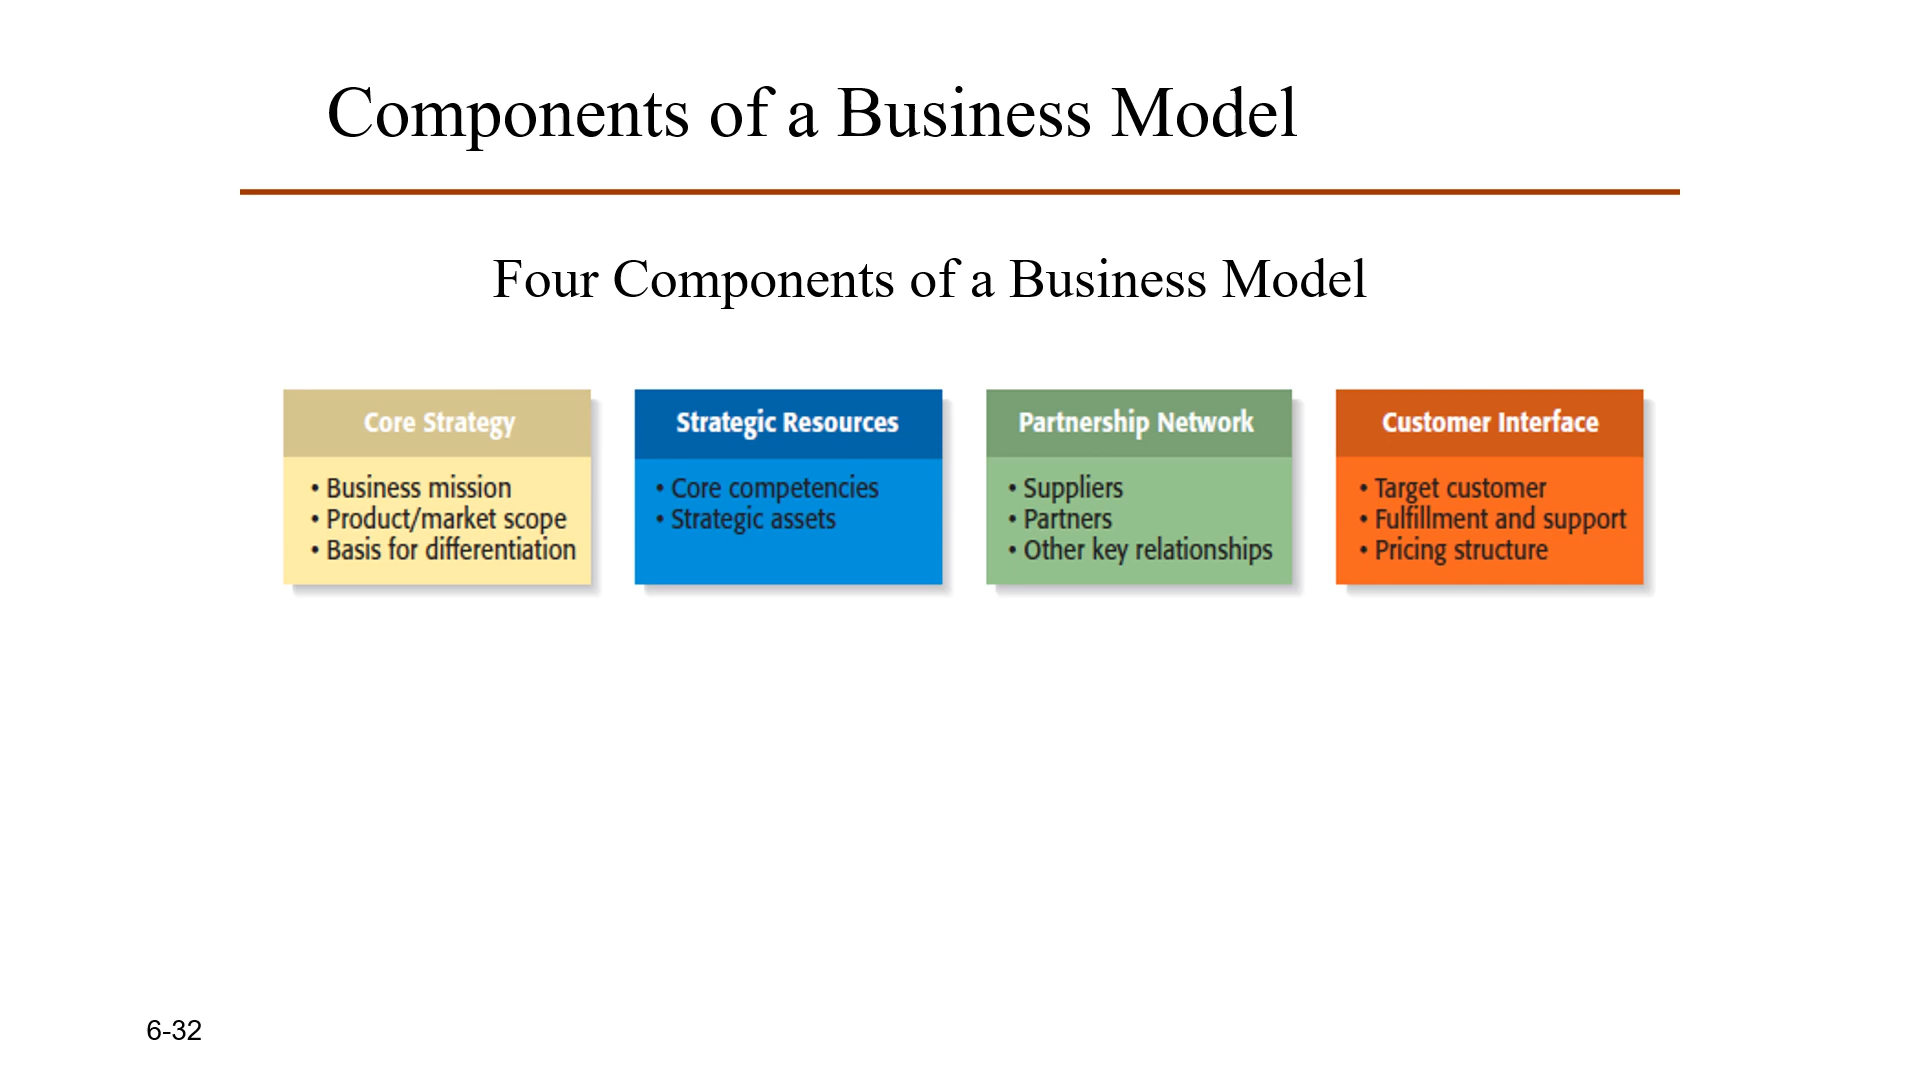 Components of a Business Model
Four Components of a Business Model
Core Strategy
• Business mission
• Product/market scope
• Basis for differentiation
Strategic Resources
• Core competencies
• Strategic assets
Partnership Network
• Suppliers
• Partners
• Other key relationships
Customer Interface
• Target customer
• Fulfillment and support
• Pricing structure
6-32